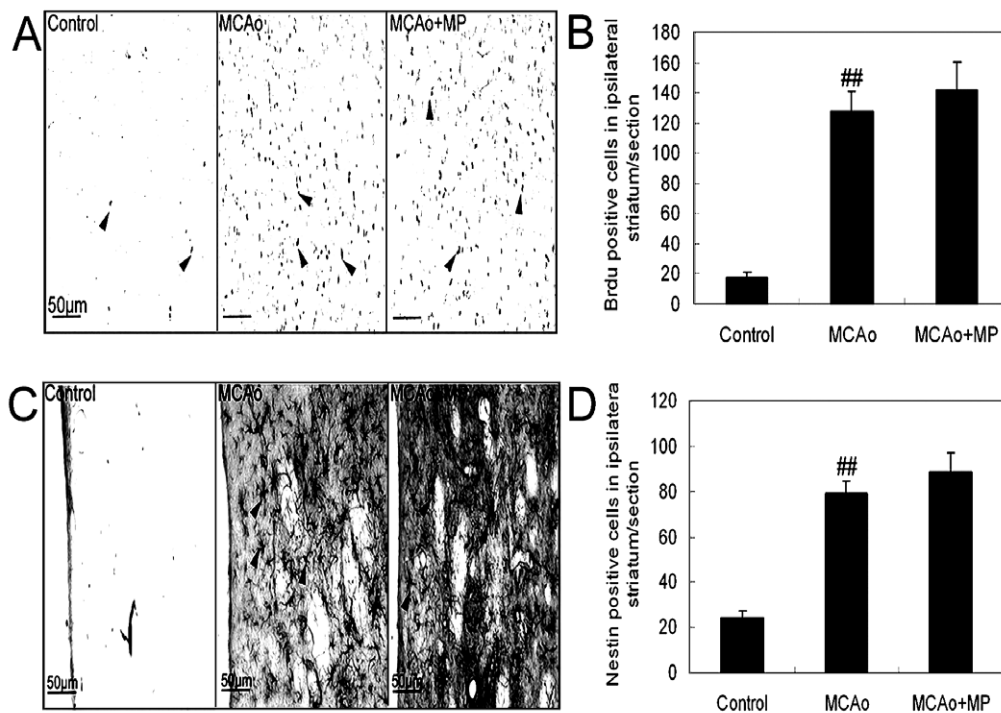 A
Control
MCAo
MCAo+MP
50µm
B
Brdu positive cells in ipsilateral
striatum/section
180
160
140
120
100
80
60
40
20
0
##
Control
MCAo
MCAo+MP
C
Control
MCAo
50µm
50µm
50µm
D
Nestin positive cells in ipsilatera
striatum/section
120
100
80
60
40
20
0
##
Control
MCAo
MCAo+MP